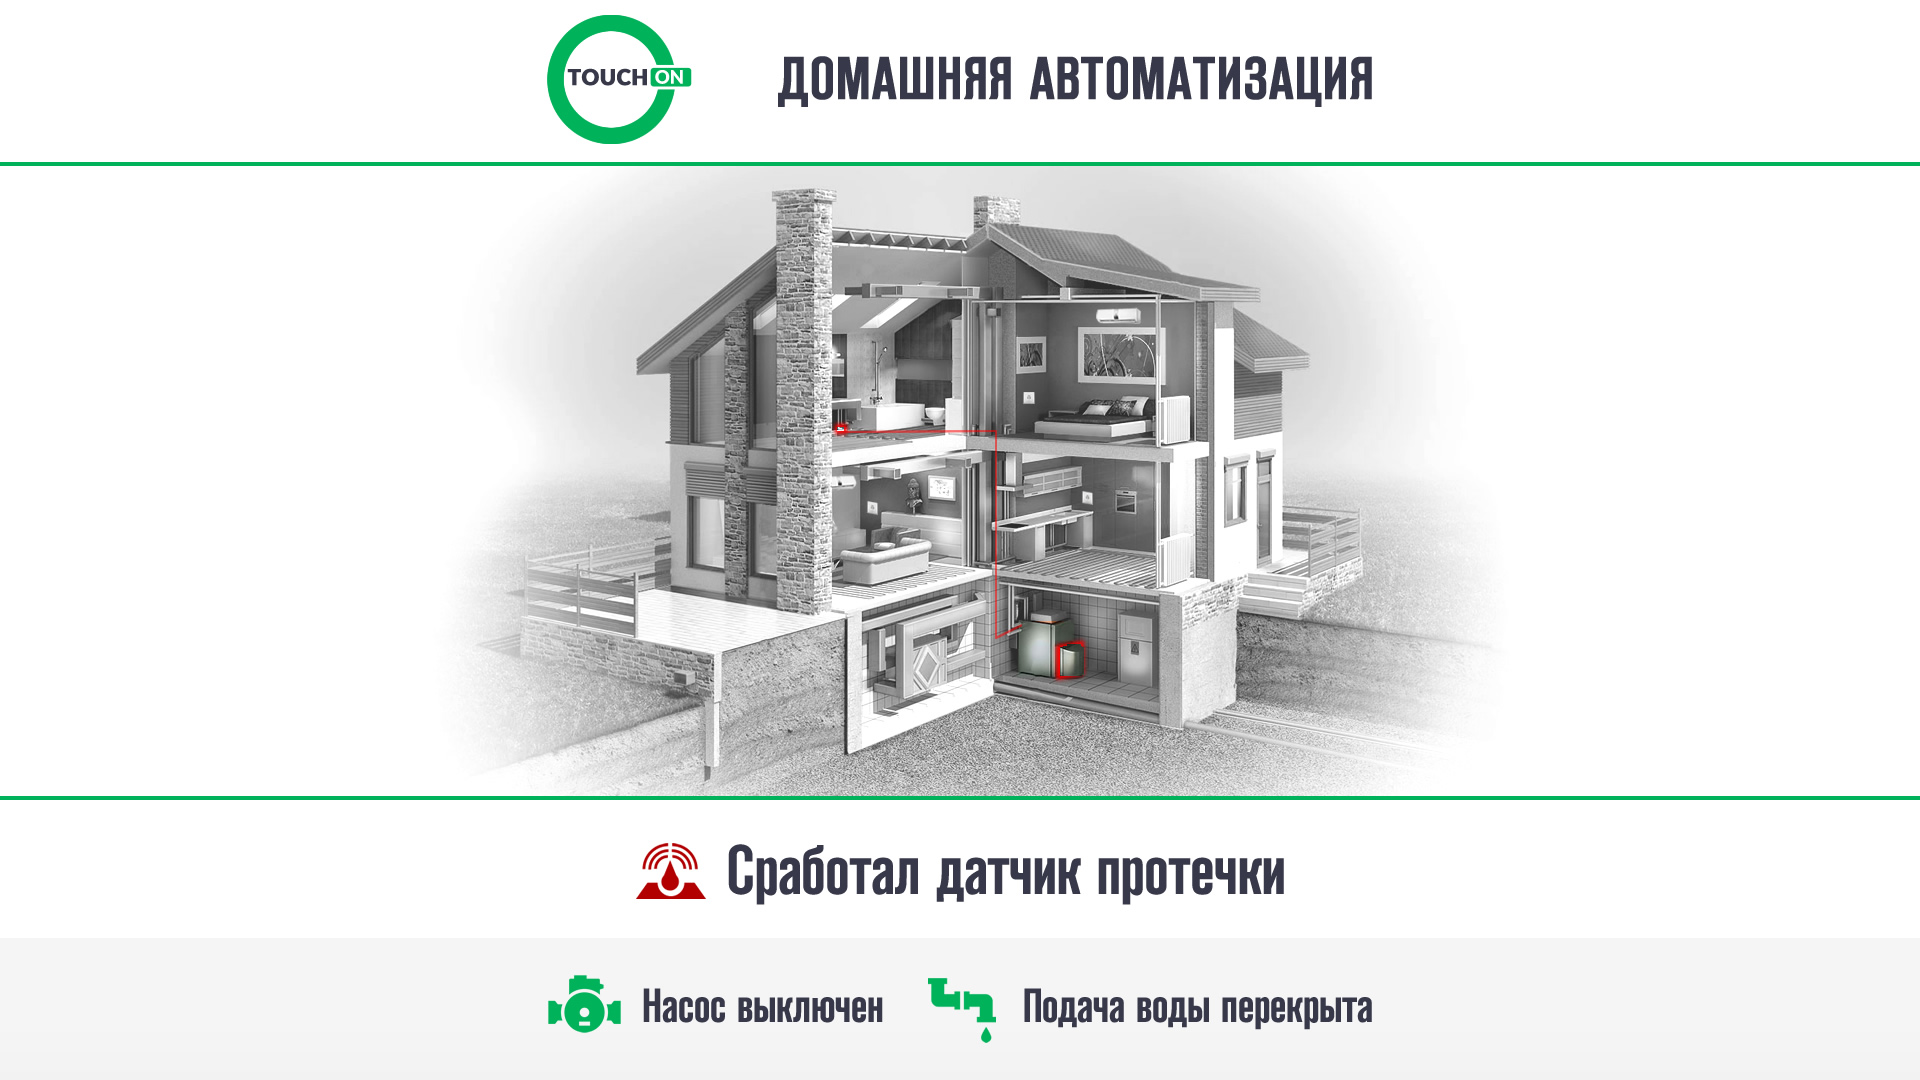 TOUCH ON
ДОМАШНЯЯ АВТОМАТИЗАЦИЯ
Сработал датчик протечки
Насос выключен
Подача воды перекрыта